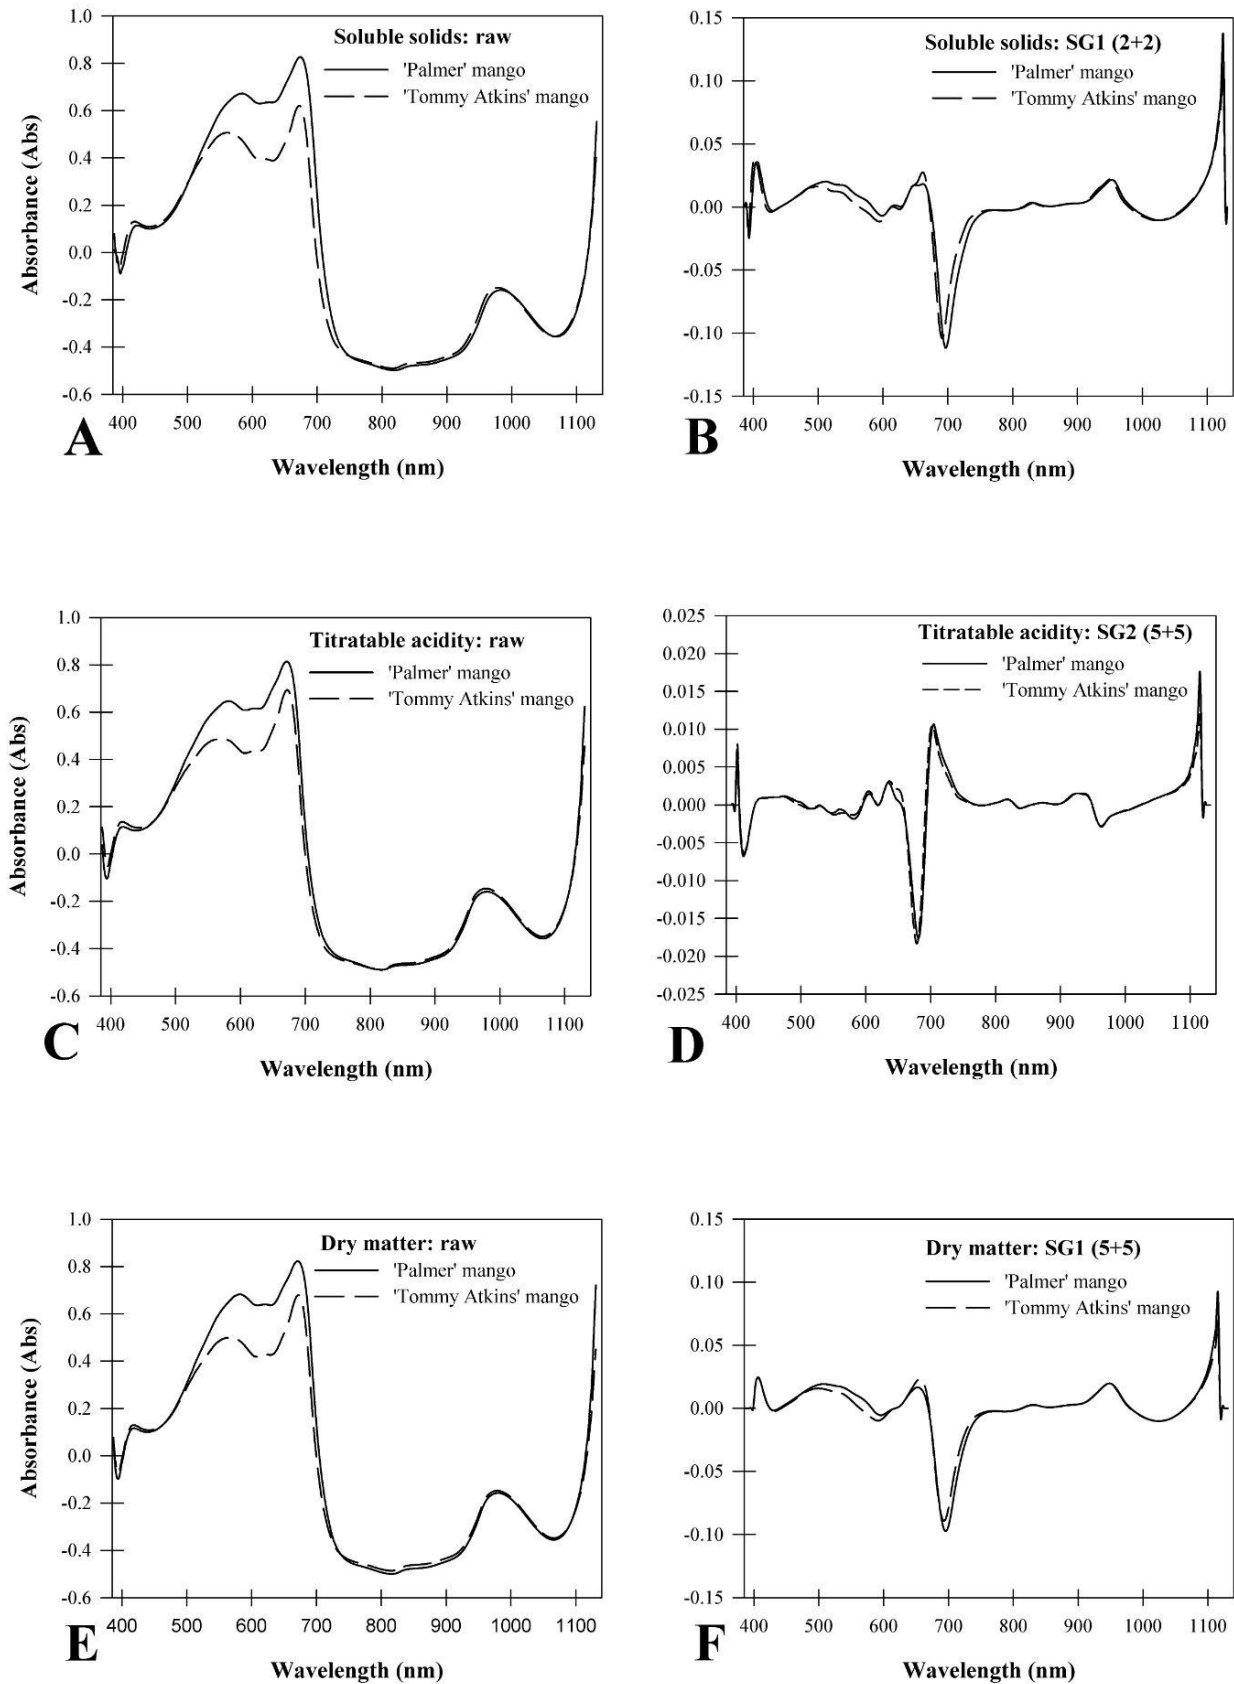 Soluble solids: raw
'Palmer' mango
'Tommy Atkins' mango
1.0
0.8
0.6
0.4
0.2
0.0
-0.2
-0.4
-0.6
Absorbance (Abs)
400 500 600 700 800 900 1000 1100
Wavelength (nm)
A
Soluble solids: SG1 (2+2)
'Palmer' mango
'Tommy Atkins' mango
0.15
0.10
0.05
0.00
-0.05
-0.10
-0.15
400 500 600 700 800 900 1000 1100
Wavelength (nm)
B
Titratable acidity: raw
'Palmer' mango
'Tommy Atkins' mango
1.0
0.8
0.6
0.4
0.2
0.0
-0.2
-0.4
-0.6
Absorbance (Abs)
400 500 600 700 800 900 1000 1100
Wavelength (nm)
C
Titratable acidity: SG2 (5+5)
'Palmer' mango
'Tommy Atkins' mango
0.025
0.020
0.015
0.010
0.005
0.000
-0.005
-0.010
-0.015
-0.020
-0.025
400 500 600 700 800 900 1000 1100
Wavelength (nm)
D
Dry matter: raw
'Palmer' mango
'Tommy Atkins' mango
1.0
0.8
0.6
0.4
0.2
0.0
-0.2
-0.4
-0.6
Absorbance (Abs)
400 500 600 700 800 900 1000 1100
Wavelength (nm)
E
Dry matter: SG1 (5+5)
'Palmer' mango
'Tommy Atkins' mango
0.15
0.10
0.05
0.00
-0.05
-0.10
-0.15
400 500 600 700 800 900 1000 1100
Wavelength (nm)
F